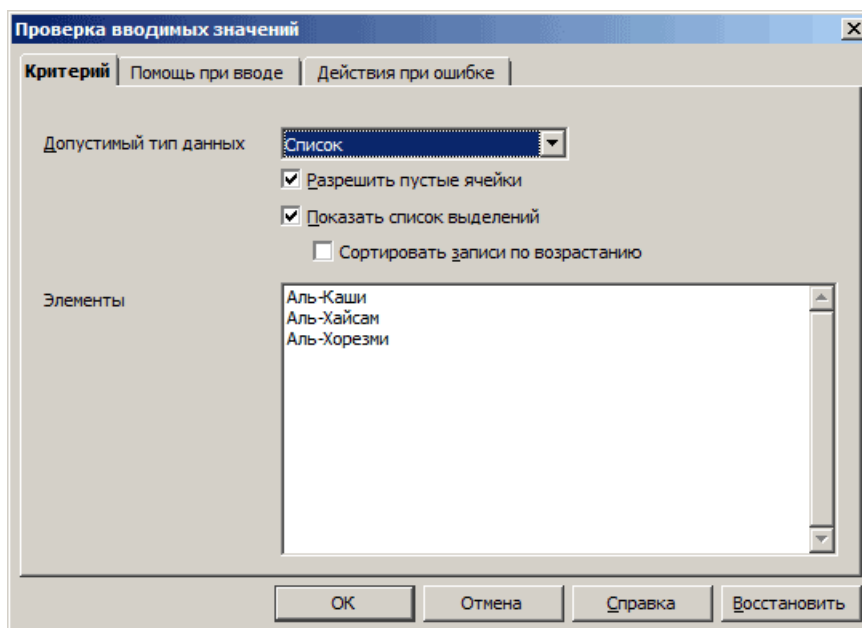 Проверка вводимых значений
Критерий Помощь при вводе Действия при ошибке
Допустимый тип данных Список
Разрешить пустые ячейки
Показать список выделений
Сортировать записи по возрастанию
Элементы Аль-Каши
Аль-Хайсам
Аль-Хорезми
ОК Отмена Справка Восстановить